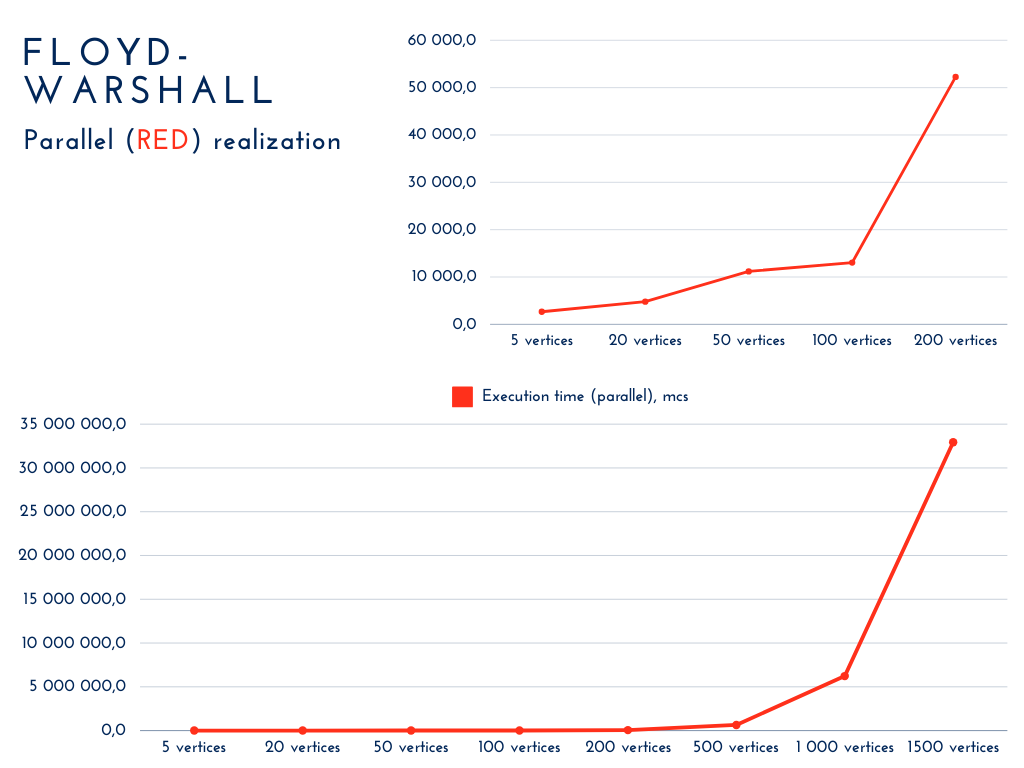 FLOYD-
WARSHALL
Parallel (RED) realization
60 000,0
50 000,0
40 000,0
30 000,0
20 000,0
10 000,0
0,0
5 vertices 20 vertices 50 vertices 100 vertices 200 vertices
Execution time (parallel), mcs
35 000 000,0
30 000 000,0
25 000 000,0
20 000 000,0
15 000 000,0
10 000 000,0
5 000 000,0
0,0
5 vertices 20 vertices 50 vertices 100 vertices 200 vertices 500 vertices 1 000 vertices 1500 vertices